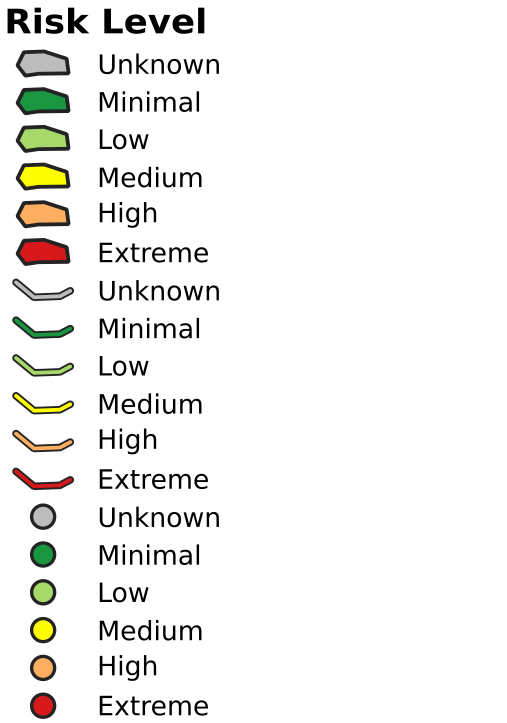 Risk Level
Unknown
Minimal
Low
Medium
High
Extreme
Unknown
Minimal
Low
Medium
High
Extreme
Unknown
Minimal
Low
Medium
High
Extreme